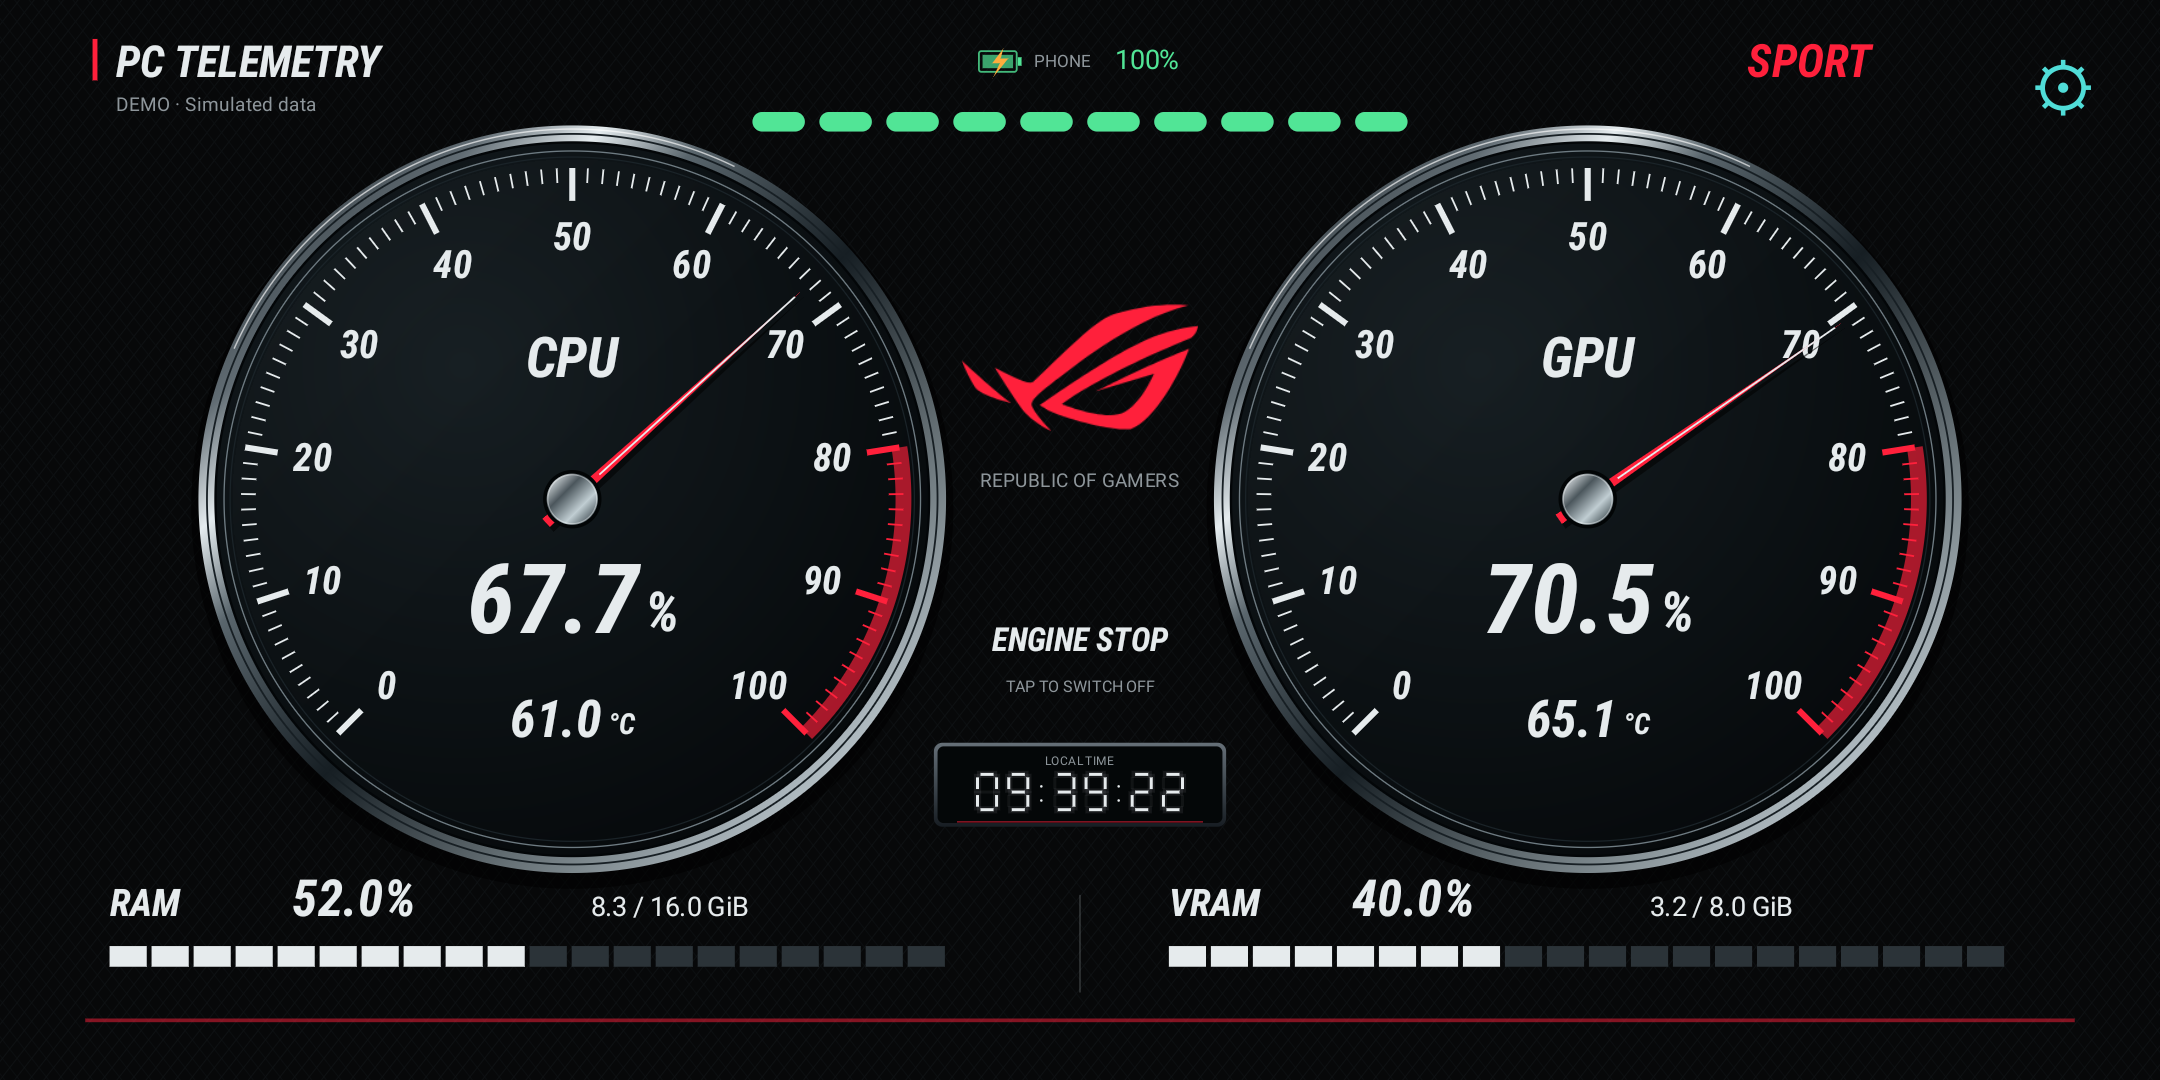 PC TELEMETRY
DEMO · Simulated data
PHONE 100%
SPORT
50
40 60
30 70
CPU
20 80
10 90
67.7 %
0 100
61.0 °C
REPUBLIC OF GAMERS
ENGINE STOP
TAP TO SWITCH OFF
LOCAL TIME
09:39:22
50
40 60
30 70
GPU
20 80
10 90
70.5 %
0 100
65.1 °C
RAM 52.0% 8.3 / 16.0 GiB
VRAM 40.0% 3.2 / 8.0 GiB